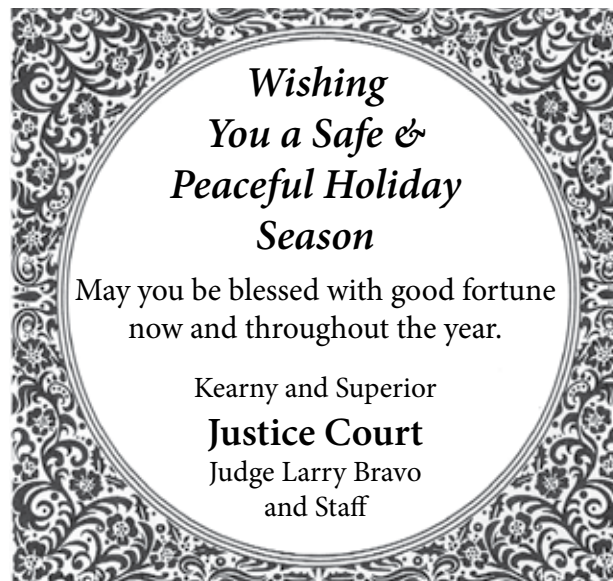 Wishing
You a Safe &
Peaceful Holiday
Season
May you be blessed with good fortune
now and throughout the year.
Kearny and Superior
Justice Court
Judge Larry Bravo
and Staff